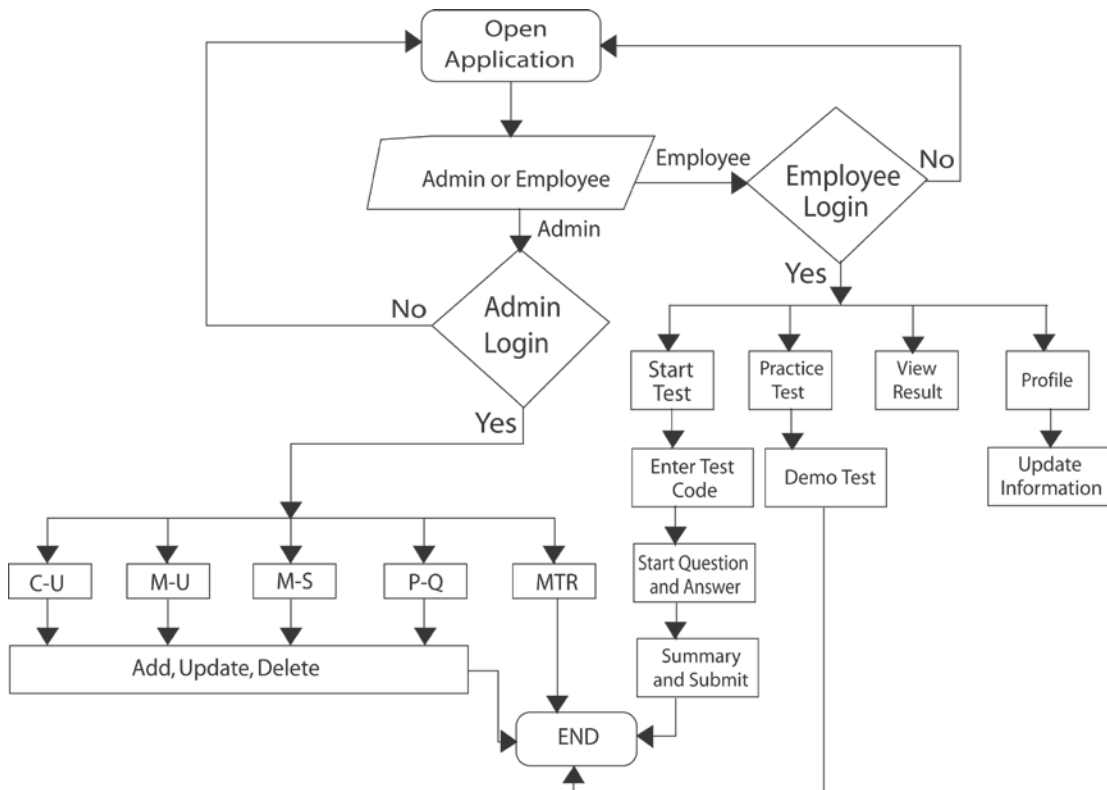 Open
Application
Admin or Employee
Employee
Employee
Login
No
Admin
Yes
No
Admin
Login
Yes
Start
Test
Practice
Test
View
Result
Profile
Enter Test
Code
Demo Test
Update
Information
C-U
M-U
M-S
P-Q
MTR
Start Question
and Answer
Add, Update, Delete
Summary
and Submit
END